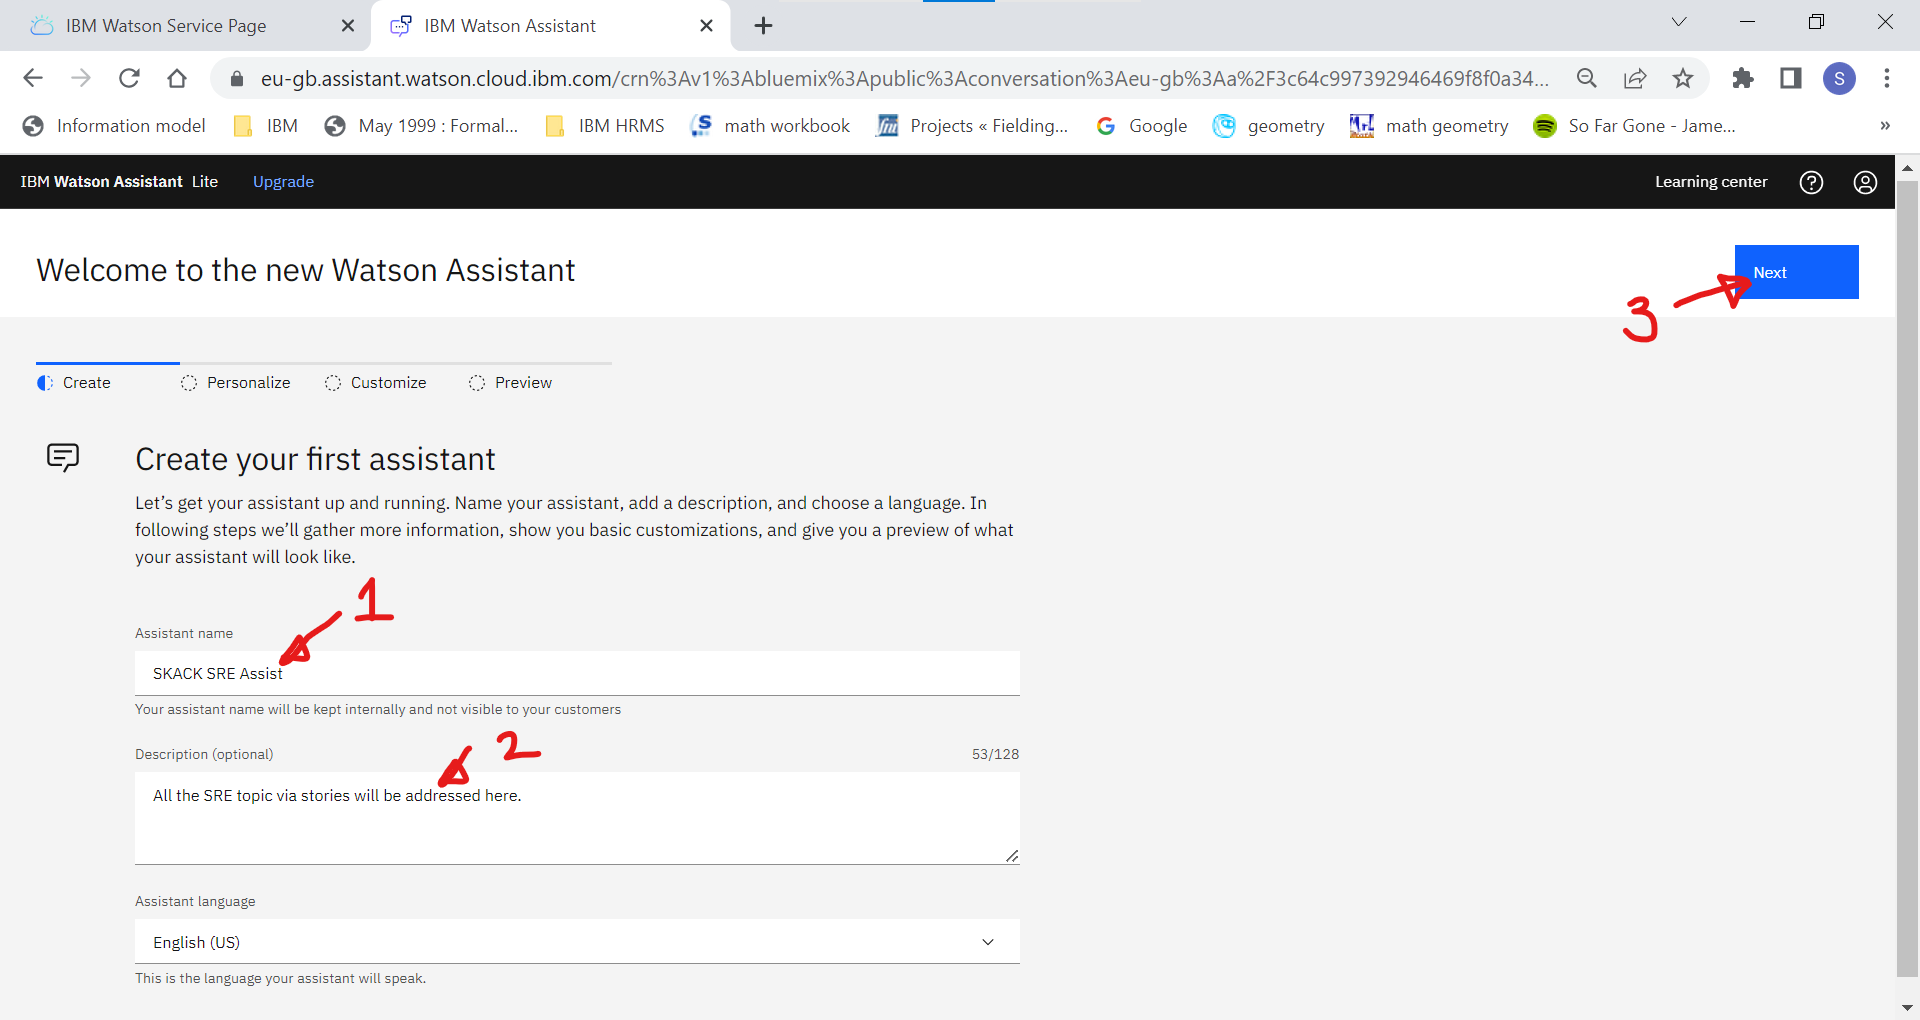 IBM Watson Service Page
IBM Watson Assistant
eu-gb.assistant.watson.cloud.ibm.com/crn%3Av1%3Abluemix%3Apublic%3Aconversation%3Aeu-gb%3Aa%2F3c64c997392946469f8f0a34...
S
Information model
IBM
May 1999 : Formal...
IBM HRMS
math workbook
Projects « Fielding...
Google
geometry
math geometry
So Far Gone - Jame...
»
IBM Watson Assistant Lite
Upgrade
Learning center
Welcome to the new Watson Assistant
Next
3
Create
Personalize
Customize
Preview
Create your first assistant
Let’s get your assistant up and running. Name your assistant, add a description, and choose a language. In
following steps we’ll gather more information, show you basic customizations, and give you a preview of what
your assistant will look like.
1
Assistant name
SKACK SRE Assist
Your assistant name will be kept internally and not visible to your customers
2
Description (optional)
53/128
All the SRE topic via stories will be addressed here.
Assistant language
English (US)
This is the language your assistant will speak.